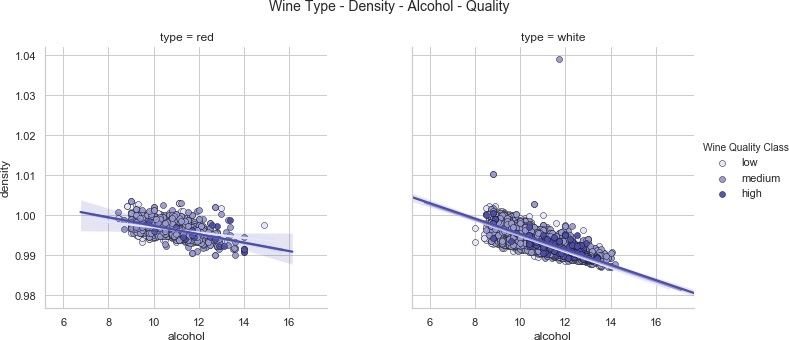 Wine Type - Density - Alcohol - Quality
type = red
type = white
density
1.04
1.03
1.02
1.01
1.00
0.99
0.98
6 8 10 12 14 16
alcohol
6 8 10 12 14 16
alcohol
Wine Quality Class
low
medium
high